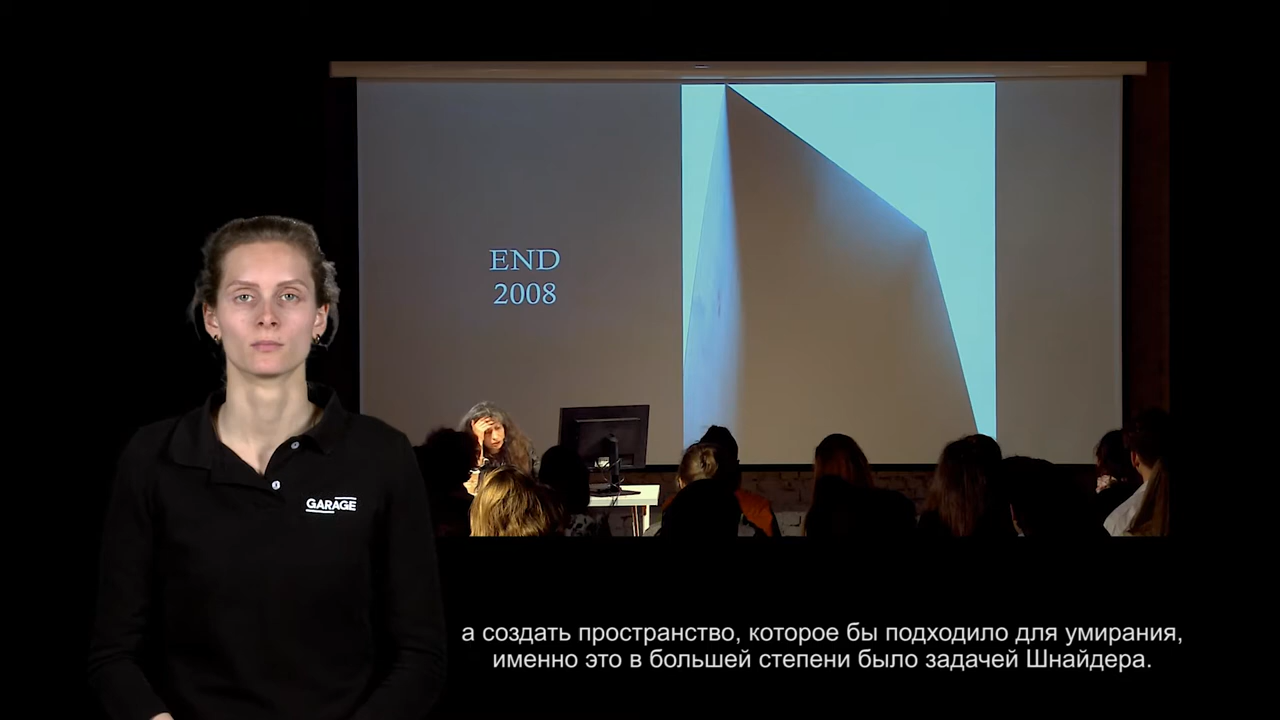 END
2008
GARAGE
а создать пространство, которое бы подходило для умирания,
именно это в большей степени было задачей Шнайдера.